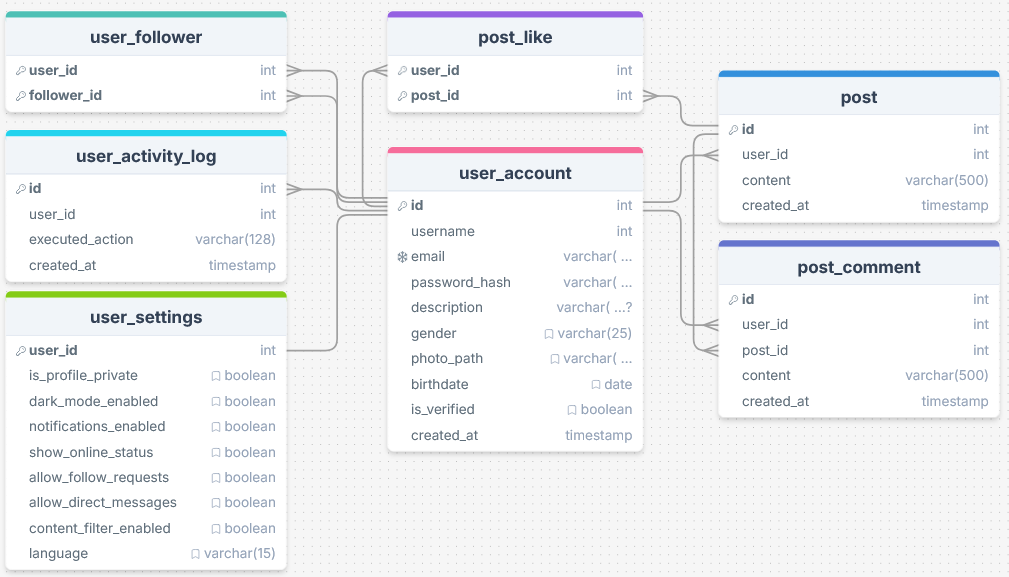 user_follower
user_id int
follower_id int
user_activity_log
id int
user_id int
executed_action varchar(128)
created_at timestamp
user_settings
user_id int
is_profile_private boolean
dark_mode_enabled boolean
notifications_enabled boolean
show_online_status boolean
allow_follow_requests boolean
allow_direct_messages boolean
content_filter_enabled boolean
language varchar(15)
post_like
user_id int
post_id int
user_account
id int
username int
email varchar( ...
password_hash varchar( ...
description varchar( ...?
gender varchar(25)
photo_path varchar( ...
birthdate date
is_verified boolean
created_at timestamp
post
id int
user_id int
content varchar(500)
created_at timestamp
post_comment
id int
user_id int
post_id int
content varchar(500)
created_at timestamp